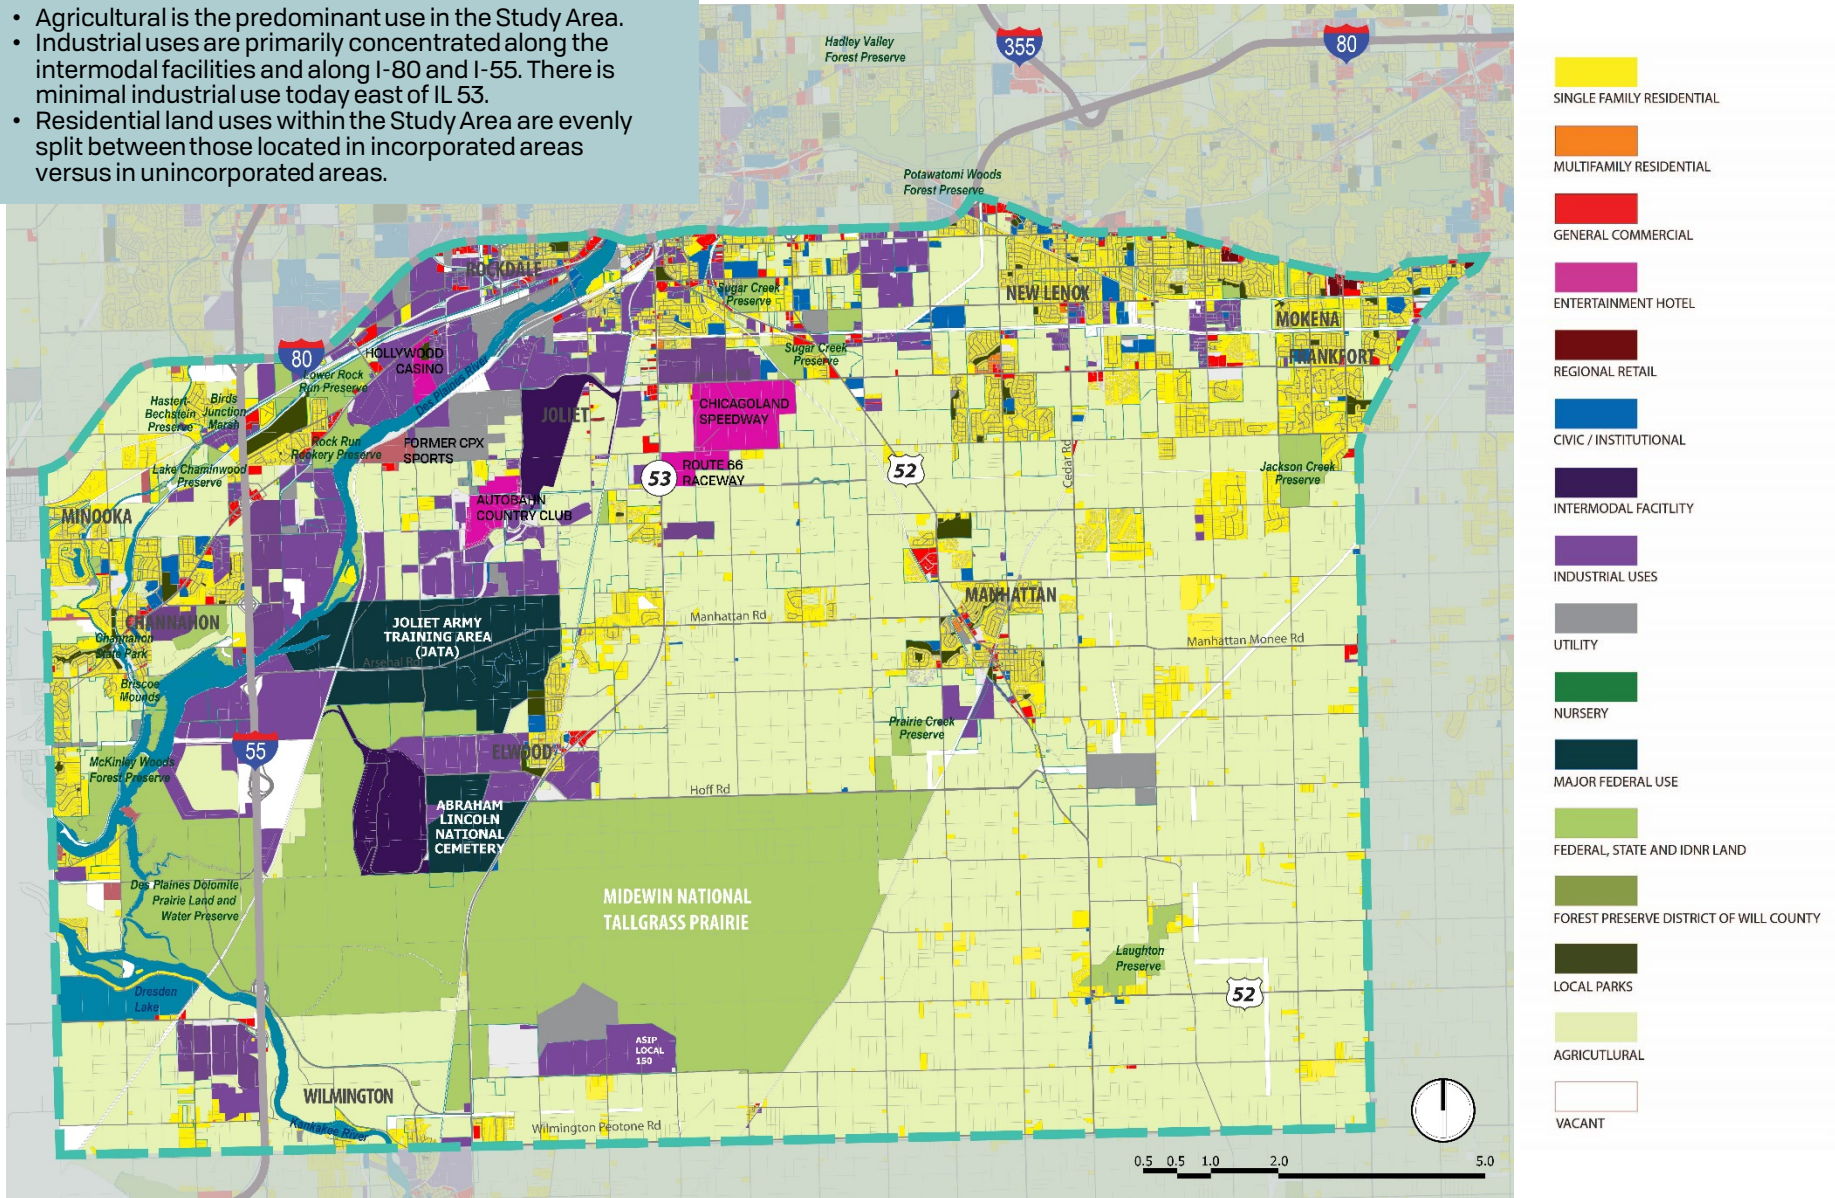 • Agricultural is the predominant use in the Study Area.
• Industrial uses are primarily concentrated along the
intermodal facilities and along I-80 and I-55. There is
minimal industrial use today east of IL 53.
• Residential land uses within the Study Area are evenly
split between those located in incorporated areas
versus in unincorporated areas.
Hadley Valley
Forest Preserve
355
80
Potawatomi Woods
Forest Preserve
ROCKDALE
Sugar Creek
Preserve
NEW LENOX
MOKENA
FRANKFORT
80
HOLLYWOOD
CASINO
Lower Rock
Run Preserve
Des Plaines River
Sugar Creek
Preserve
Hastert-
Bechstein
Preserve
Birds
Junction
Marsh
JOLIET
CHICAGOLAND
SPEEDWAY
Rock Run
Rookery Preserve
FORMER CPX
SPORTS
Lake Chaminwood
Preserve
53
ROUTE 66
RACEWAY
52
Cedar Rd
Jackson Creek
Preserve
AUTOBAHN
COUNTRY CLUB
MINOOKA
MANHATTAN
CHANNAHON
Channahon
State Park
JOLIET ARMY
TRAINING AREA
(JATA)
Arsenal Rd
Manhattan Rd
Manhattan Monee Rd
Briscoe
Mounds
Prairie Creek
Preserve
55
ELWOOD
McKinley Woods
Forest Preserve
Hoff Rd
ABRAHAM
LINCOLN
NATIONAL
CEMETERY
Des Plaines Dolomite
Prairie Land and
Water Preserve
MIDEWIN NATIONAL
TALLGRASS PRAIRIE
Laughton
Preserve
Dresden
Lake
52
ASIP
LOCAL
150
WILMINGTON
Kankakee River
Wilmington Peotone Rd
0.5 0.5 1.0 2.0 5.0
SINGLE FAMILY RESIDENTIAL
MULTIFAMILY RESIDENTIAL
GENERAL COMMERCIAL
ENTERTAINMENT HOTEL
REGIONAL RETAIL
CIVIC / INSTITUTIONAL
INTERMODAL FACITLITY
INDUSTRIAL USES
UTILITY
NURSERY
MAJOR FEDERAL USE
FEDERAL, STATE AND IDNR LAND
FOREST PRESERVE DISTRICT OF WILL COUNTY
LOCAL PARKS
AGRICUTLURAL
VACANT